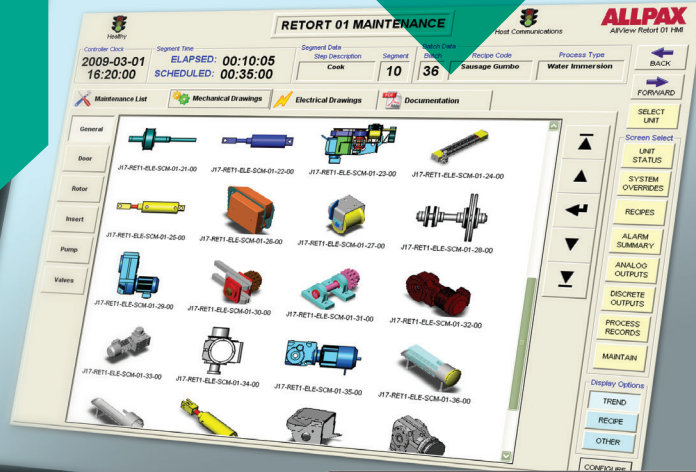 RETORT 01 MAINTENANCE
ALLPAX
AllView Retort 01 HMI
Healthy
Host Communications
Controller Clock
2009-03-01
16:20:00
Segment Time
ELAPSED: 00:10:05
SCHEDULED: 00:35:00
Segment Data
Step Description
Cook
Segment
10
Batch Data
Batch
36
Recipe Code
Sausage Gumbo
Process Type
Water Immersion
BACK
FORWARD
SELECT
UNIT
Maintenance List
Mechanical Drawings
Electrical Drawings
Documentation
General
Door
Rotor
Insert
Pump
Valves
J17-RET1-ELE-SCM-01-21-00
J17-RET1-ELE-SCM-01-22-00
J17-RET1-ELE-SCM-01-23-00
J17-RET1-ELE-SCM-01-24-00
J17-RET1-ELE-SCM-01-25-00
J17-RET1-ELE-SCM-01-26-00
J17-RET1-ELE-SCM-01-27-00
J17-RET1-ELE-SCM-01-28-00
J17-RET1-ELE-SCM-01-29-00
J17-RET1-ELE-SCM-01-30-00
J17-RET1-ELE-SCM-01-31-00
J17-RET1-ELE-SCM-01-32-00
J17-RET1-ELE-SCM-01-33-00
J17-RET1-ELE-SCM-01-34-00
J17-RET1-ELE-SCM-01-35-00
J17-RET1-ELE-SCM-01-36-00
Screen Select
UNIT
STATUS
SYSTEM
OVERRIDES
RECIPES
ALARM
SUMMARY
ANALOG
OUTPUTS
DISCRETE
OUTPUTS
PROCESS
RECORDS
MAINTAIN
Display Options
TREND
RECIPE
OTHER
CONFIGURE